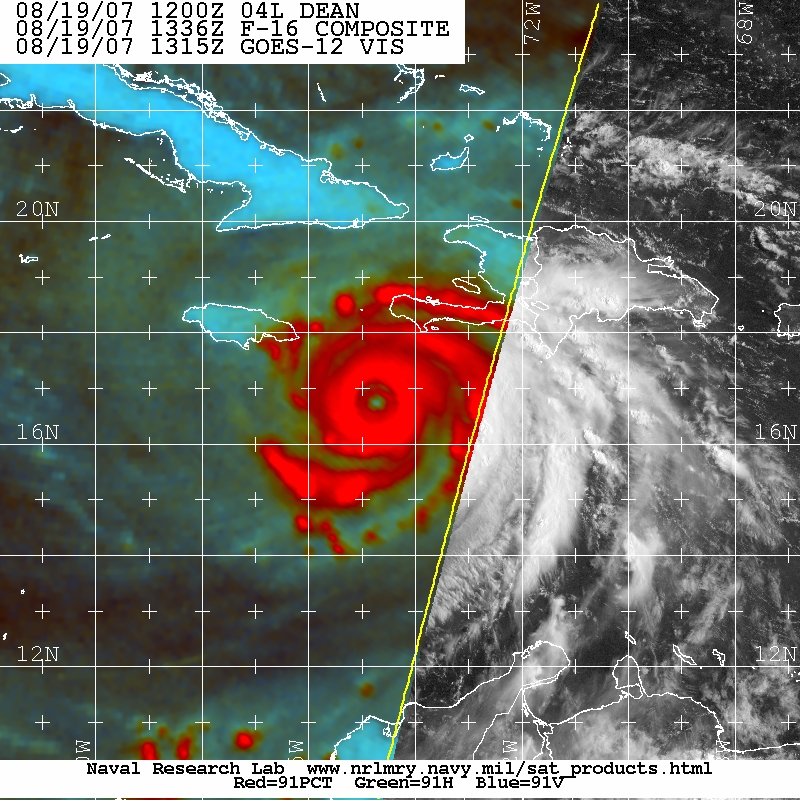 08/19/07 1200Z 04L DEAN
08/19/07 1336Z F-16 COMPOSITE
08/19/07 1315Z GOES-12 VIS
72W
68W
20N
20N
16N
16N
12N
12N
Naval Research Lab www.nrlmry.navy.mil/sat_products.html
Red=91PCT Green=91H Blue=91V